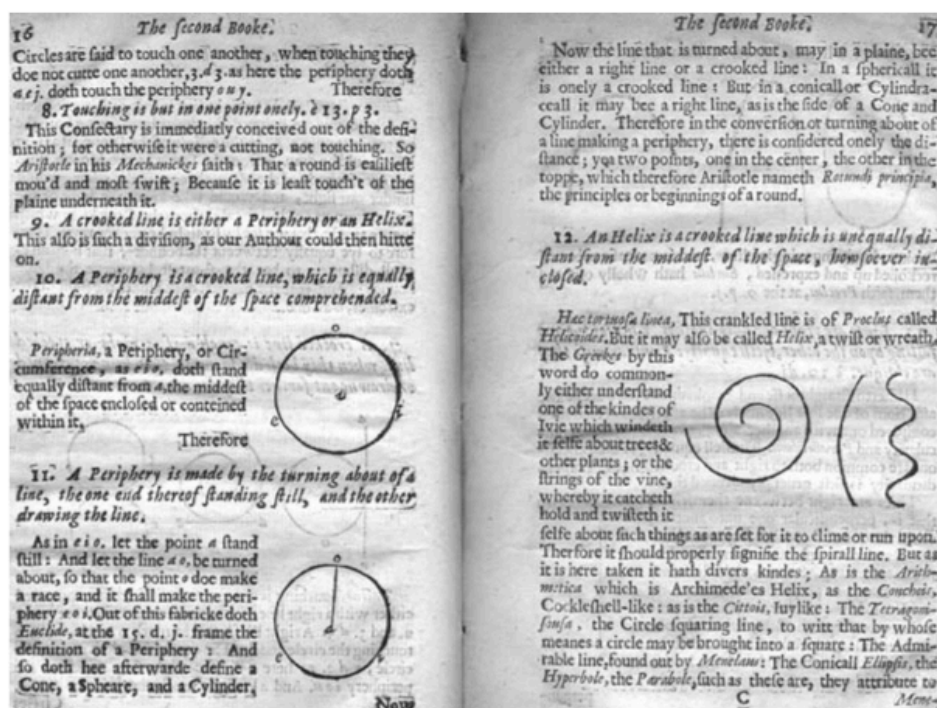 16 The ſecond Booke.
Circles are ſaid to touch one another, when touching they
doe not cutte one another, 3. d 3. as here the periphery doth
a e j. doth touch the periphery o u y. Therefore
8. Touching is but in one point onely. è 13. p 3.
This Conſectary is immediatly conceived out of the defi-
nition; for otherwiſe it were a cutting, not touching. So
Ariſtotle in his Mechanickes ſaith: That a round is eaſilieſt
mou'd and moſt ſwift; Becauſe it is leaſt touch't of the
plaine underneath it.
9. A crooked line is either a Periphery or an Helix.
This alſo is ſuch a diviſion, as our Authour could then hitte
on.
10. A Periphery is a crooked line, which is equally
diſtant from the middeſt of the ſpace comprehended.
Peripheria, a Periphery, or Cir-
cumference, as e i o, doth ſtand
equally diſtant from a, the middeſt
of the ſpace encloſed or conteined
within it.
Therefore
o
a
e
11. A Periphery is made by the turning about of a
line, the one end thereof ſtanding ſtill, and the other
drawing the line.
As in e i o. let the point a ſtand
ſtill: And let the line a o, be turned
about, ſo that the point o doe make
a race, and it ſhall make the peri-
phery e o i. Out of this fabricke doth
Euclide, at the 15. d. j. frame the
definition of a Periphery: And
ſo doth hee afterwarde define a
Cone, a Spheare, and a Cylinder.
o
Now
The ſecond Booke. 17
Now the line that is turned about, may in a plaine, bee
either a right line or a crooked line: In a ſphericall it
is onely a crooked line: But in a conicall or Cylindra-
ceall it may bee a right line, as is the ſide of a Cone and
Cylinder. Therefore in the converſion or turning about of
a line making a periphery, there is conſidered onely the di-
ſtance; yea two points, one in the center, the other in the
toppe, which therefore Ariſtotle nameth Rotundi principia,
the principles or beginnings of a round.
12. An Helix is a crooked line which is unequally di-
ſtant from the middeſt of the ſpace, howſoever in-
cloſed.
Hæc tortuoſa linea, This crankled line is of Proclus called
Helicoides. But it may alſo be called Helix, a twiſt or wreath.
The Greekes by this
word do common-
ly either underſtand
one of the kindes of
Ivie which windeth
it ſelfe about trees &
other plants; or the
ſtrings of the vine,
whereby it catcheth
hold and twiſteth it
ſelfe about ſuch things as are ſet for it to clime or run upon.
Therfore it ſhould properly ſignifie the ſpirall line. But as
it is here taken it hath divers kindes; As is the Arith-
metica which is Archimede'es Helix, as the Conchois,
Cockleſhell-like: as is the Cittois, Iuylike: The Tetragoni-
ſouſa, the Circle ſquaring line, to witt that by whoſe
meanes a circle may be brought into a ſquare: The Admi-
rable line, found out by Menelaus: The Conicall Ellipſis, the
Hyperbole, the Parabole, ſuch as theſe are, they attribute to
C Mene-